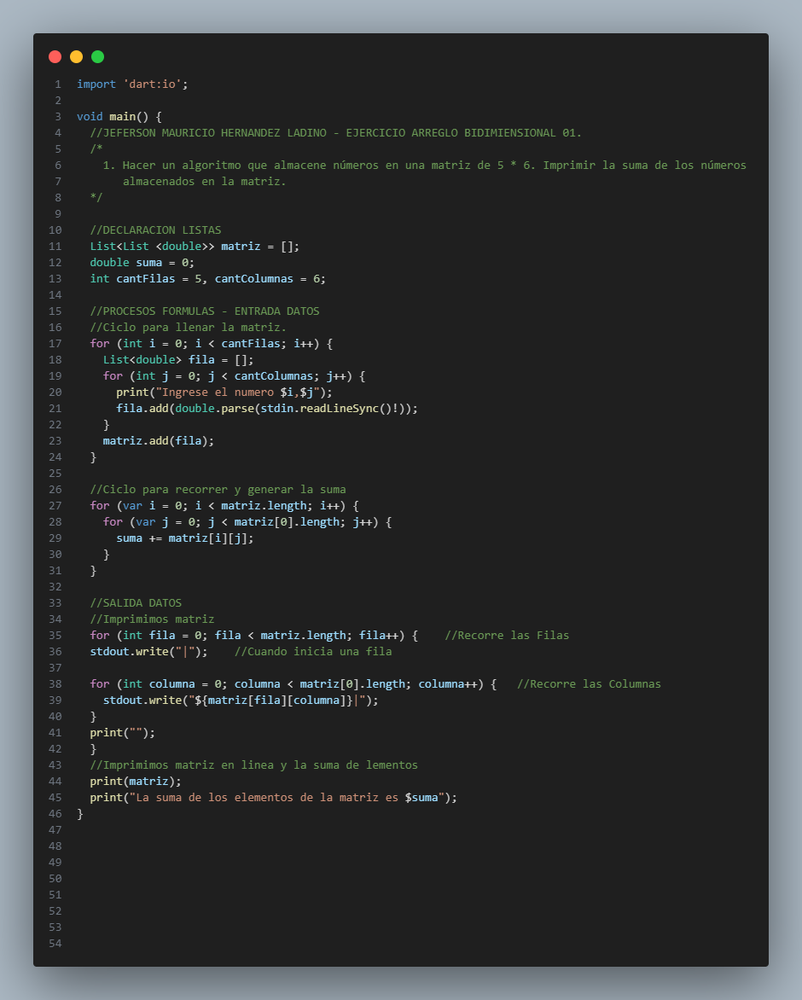 1 import 'dart:io';
2
3 void main() {
4   //JEFERSON MAURICIO HERNANDEZ LADINO - EJERCICIO ARREGLO BIDIMIENSIONAL 01.
5   /*
6     1. Hacer un algoritmo que almacene números en una matriz de 5 * 6. Imprimir la suma de los números
7        almacenados en la matriz.
8   */
9
10   //DECLARACION LISTAS
11   List<List <double>> matriz = [];
12   double suma = 0;
13   int cantFilas = 5, cantColumnas = 6;
14
15   //PROCESOS FORMULAS - ENTRADA DATOS
16   //Ciclo para llenar la matriz.
17   for (int i = 0; i < cantFilas; i++) {
18     List<double> fila = [];
19     for (int j = 0; j < cantColumnas; j++) {
20       print("Ingrese el numero $i,$j");
21       fila.add(double.parse(stdin.readLineSync()!));
22     }
23     matriz.add(fila);
24   }
25
26   //Ciclo para recorrer y generar la suma
27   for (var i = 0; i < matriz.length; i++) {
28     for (var j = 0; j < matriz[0].length; j++) {
29       suma += matriz[i][j];
30     }
31   }
32
33   //SALIDA DATOS
34   //Imprimimos matriz
35   for (int fila = 0; fila < matriz.length; fila++) {    //Recorre las Filas
36   stdout.write("|");    //Cuando inicia una fila
37
38   for (int columna = 0; columna < matriz[0].length; columna++) {   //Recorre las Columnas
39     stdout.write("${matriz[fila][columna]}|");
40   }
41   print("");
42   }
43   //Imprimimos matriz en linea y la suma de lementos
44   print(matriz);
45   print("La suma de los elementos de la matriz es $suma");
46 }
47
48
49
50
51
52
53
54